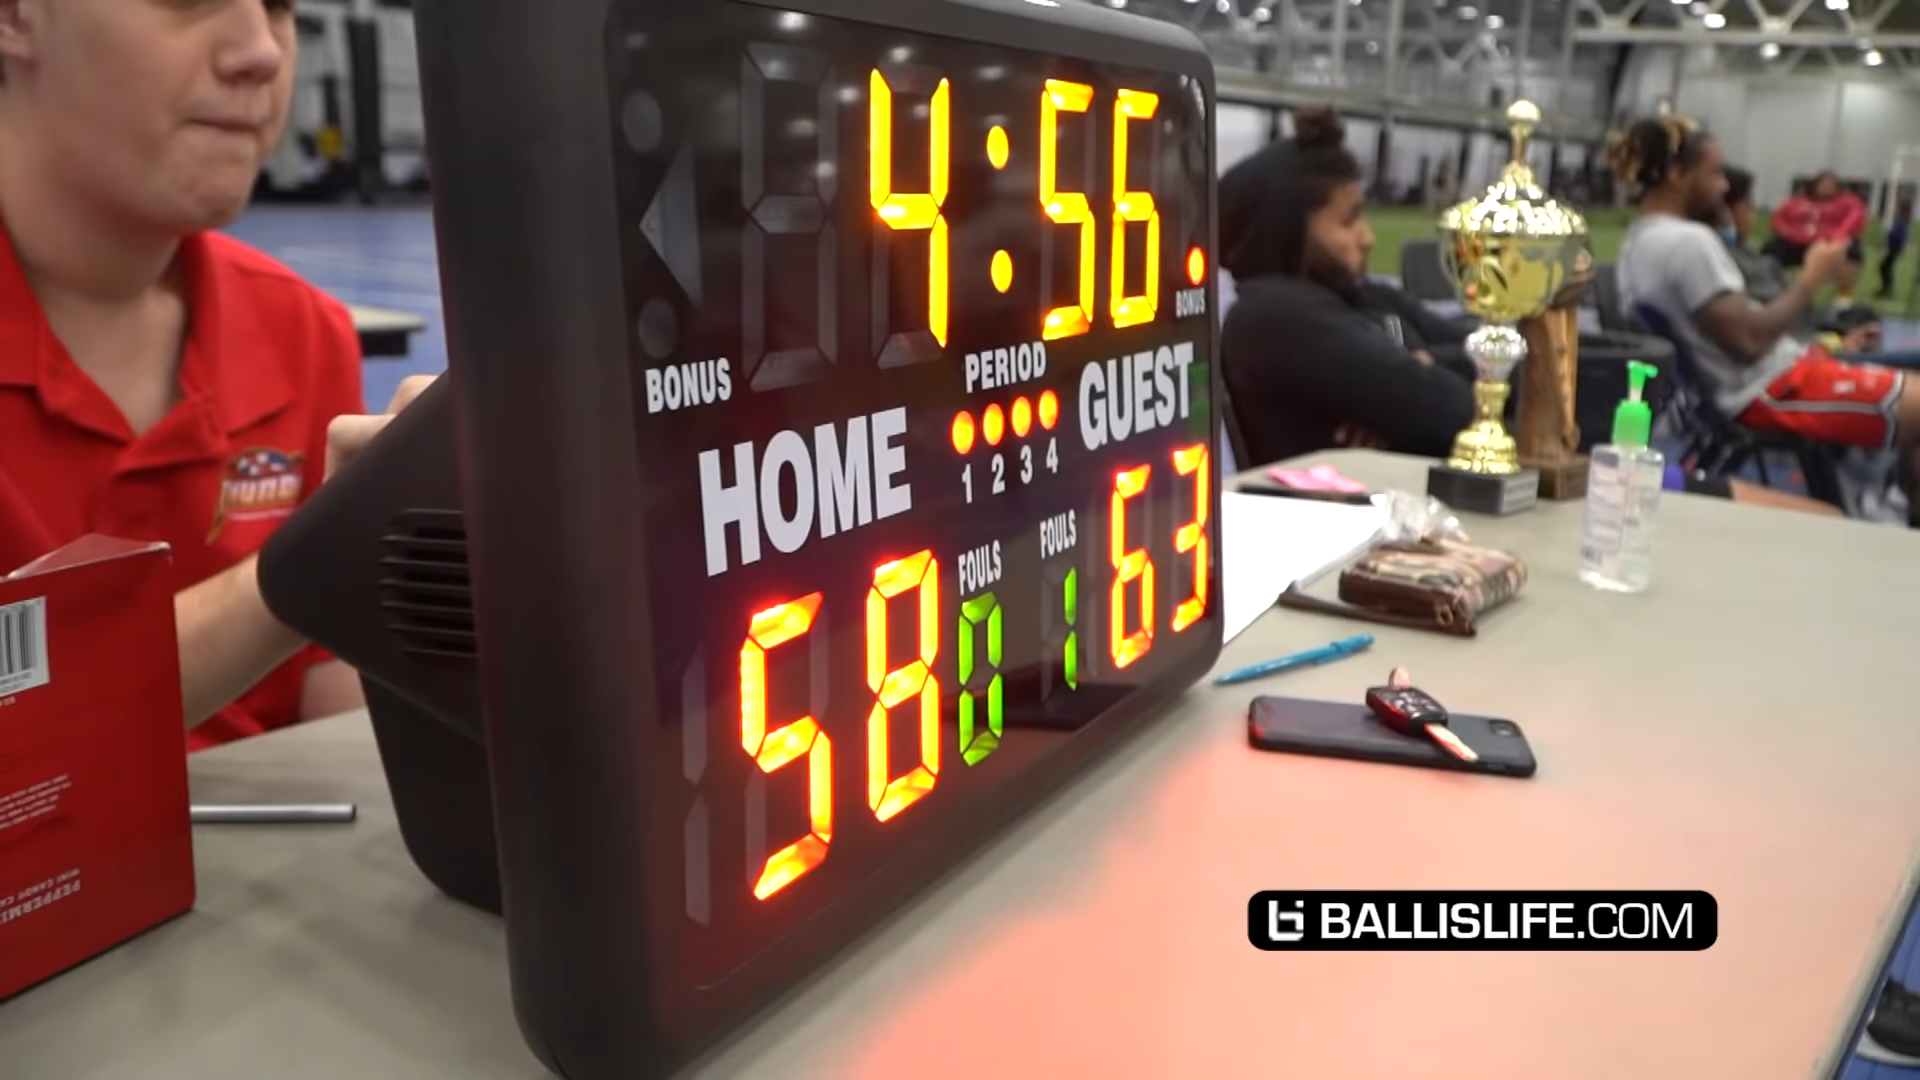 4:56
BONUS
BONUS
PERIOD
HOME
GUEST
1 2 3 4
FOULS
FOULS
58
0
1
63
BALLISLIFE.COM